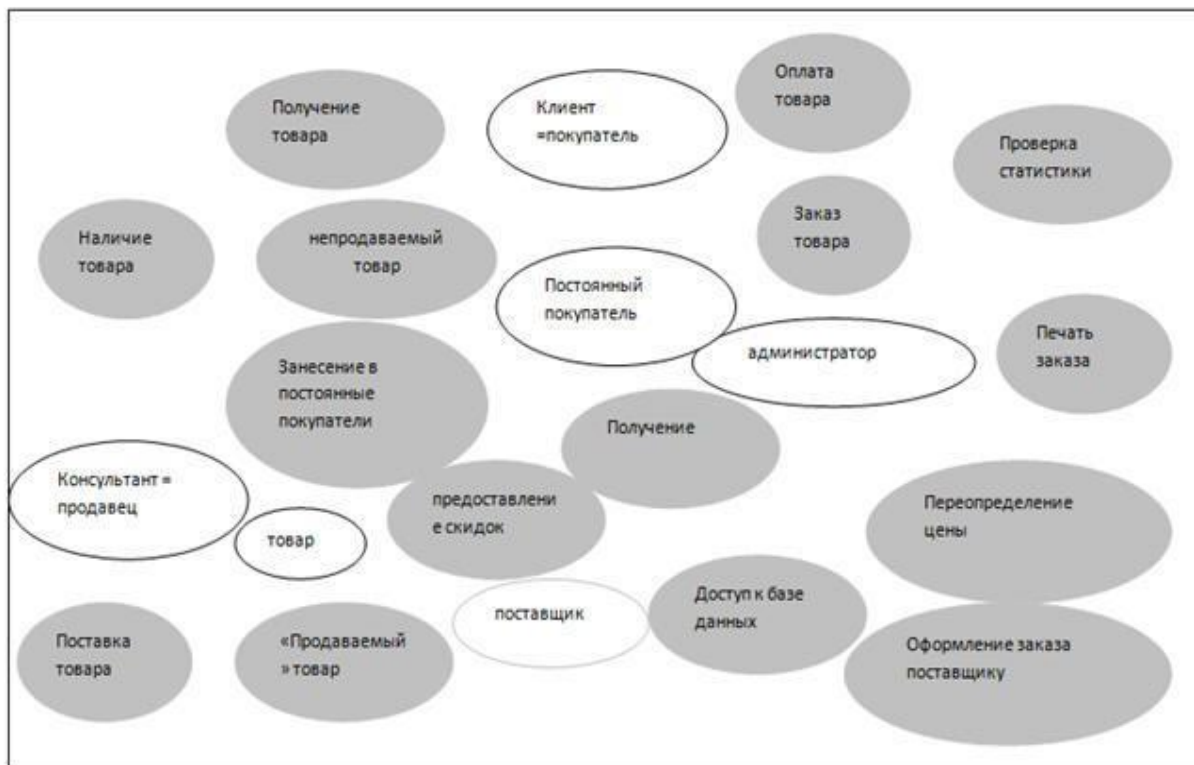 Оплата
товара
Получение
товара
Клиент
=покупатель
Проверка
статистики
Заказ
товара
Наличие
товара
непродаваемый
товар
Постоянный
покупатель
Печать
заказа
администратор
Занесение в
постоянные
покупатели
Получение
Консультант =
продавец
предоставлени
е скидок
Переопределение
цены
товар
Доступ к базе
данных
поставщик
Поставка
товара
«Продаваемый
» товар
Оформление заказа
поставщику